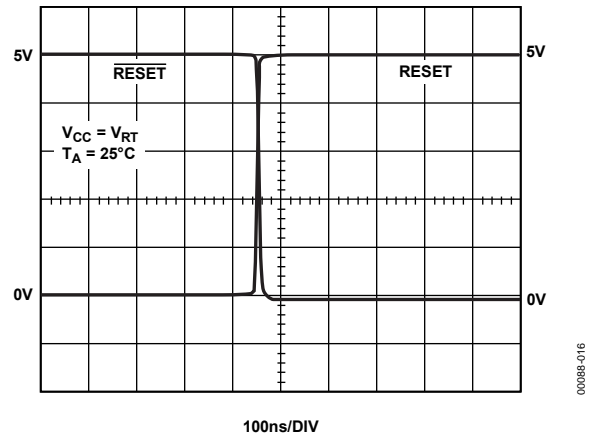 5V
5V
RESET
RESET
VCC = VRT
TA = 25°C
0V
0V
100ns/DIV
00088-016